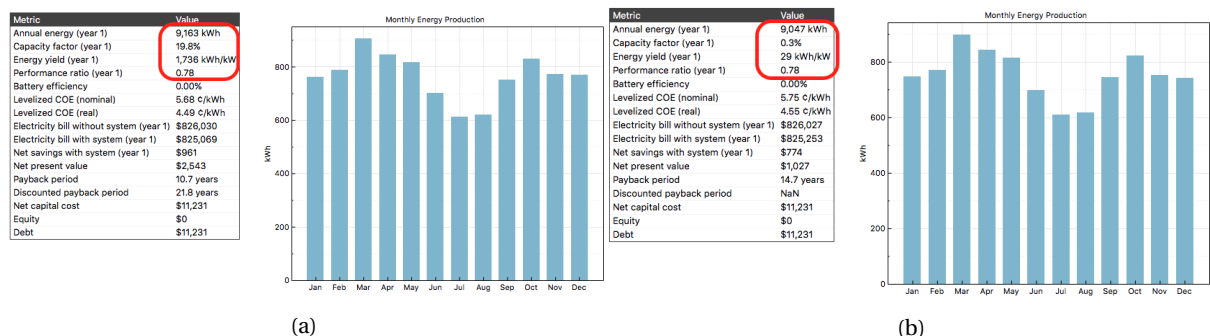 Metric Value
Annual energy (year 1) 9,163 kWh
Capacity factor (year 1) 19.8%
Energy yield (year 1) 1,736 kWh/kW
Performance ratio (year 1) 0.78
Battery efficiency 0.00%
Levelized COE (nominal) 5.68 ¢/kWh
Levelized COE (real) 4.49 ¢/kWh
Electricity bill without system (year 1) $826,030
Electricity bill with system (year 1) $825,069
Net savings with system (year 1) $961
Net present value $2,543
Payback period 10.7 years
Discounted payback period 21.8 years
Net capital cost $11,231
Equity $0
Debt $11,231
Monthly Energy Production
kWh
800
600
400
200
0
Jan Feb Mar Apr May Jun Jul Aug Sep Oct Nov Dec
(a)
Metric Value
Annual energy (year 1) 9,047 kWh
Capacity factor (year 1) 0.3%
Energy yield (year 1) 29 kWh/kW
Performance ratio (year 1) 0.78
Battery efficiency 0.00%
Levelized COE (nominal) 5.75 ¢/kWh
Levelized COE (real) 4.55 ¢/kWh
Electricity bill without system (year 1) $826,027
Electricity bill with system (year 1) $825,253
Net savings with system (year 1) $774
Net present value $1,027
Payback period 14.7 years
Discounted payback period NaN
Net capital cost $11,231
Equity $0
Debt $11,231
Monthly Energy Production
kWh
800
600
400
200
0
Jan Feb Mar Apr May Jun Jul Aug Sep Oct Nov Dec
(b)